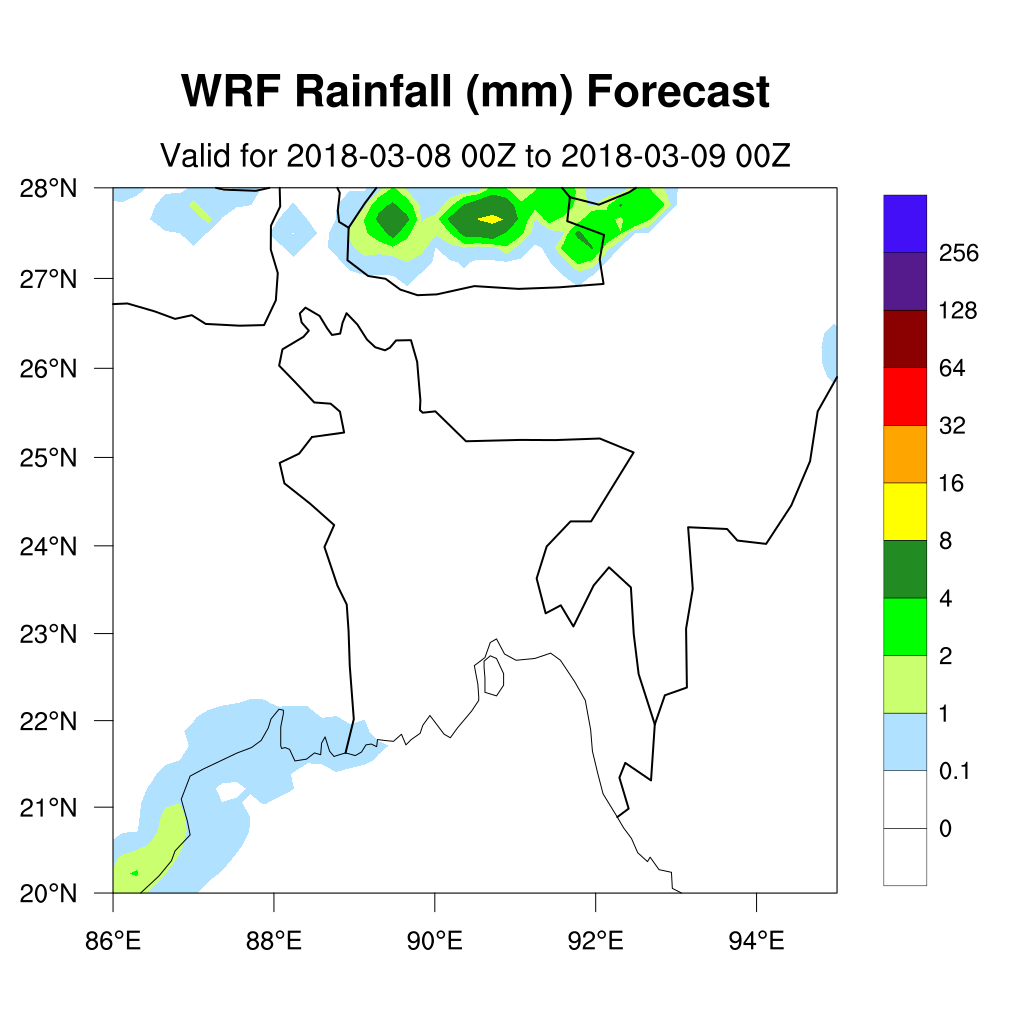 WRF Rainfall (mm) Forecast
Valid for 2018-03-08 00Z to 2018-03-09 00Z
28°N
27°N
26°N
25°N
24°N
23°N
22°N
21°N
20°N
86°E 88°E 90°E 92°E 94°E
256
128
64
32
16
8
4
2
1
0.1
0